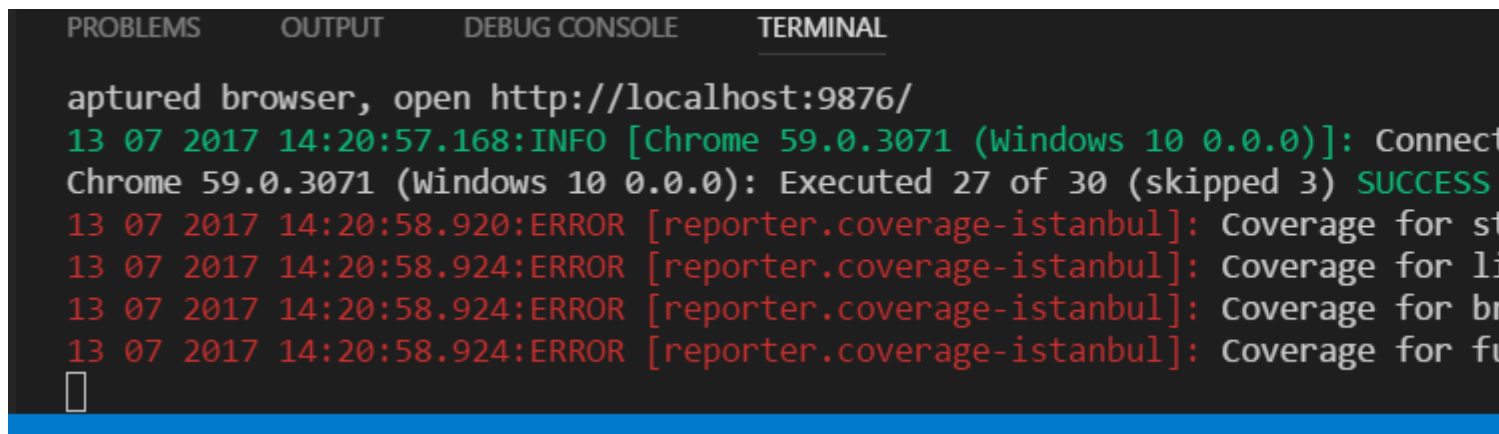 PROBLEMS OUTPUT DEBUG CONSOLE TERMINAL
aptured browser, open http://localhost:9876/
13 07 2017 14:20:57.168:INFO [Chrome 59.0.3071 (Windows 10 0.0.0)]: Connect
Chrome 59.0.3071 (Windows 10 0.0.0): Executed 27 of 30 (skipped 3) SUCCESS
13 07 2017 14:20:58.920:ERROR [reporter.coverage-istanbul]: Coverage for st
13 07 2017 14:20:58.924:ERROR [reporter.coverage-istanbul]: Coverage for li
13 07 2017 14:20:58.924:ERROR [reporter.coverage-istanbul]: Coverage for br
13 07 2017 14:20:58.924:ERROR [reporter.coverage-istanbul]: Coverage for fu